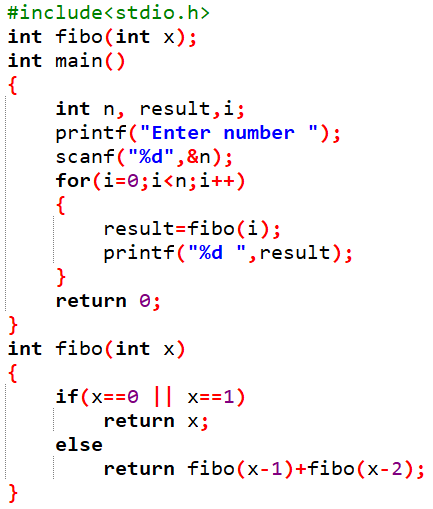 #include<stdio.h>
int fibo(int x);
int main()
{
    int n, result,i;
    printf("Enter number ");
    scanf("%d",&n);
    for(i=0;i<n;i++)
    {
        result=fibo(i);
        printf("%d ",result);
    }
    return 0;
}
int fibo(int x)
{
    if(x==0 || x==1)
        return x;
    else
        return fibo(x-1)+fibo(x-2);
}